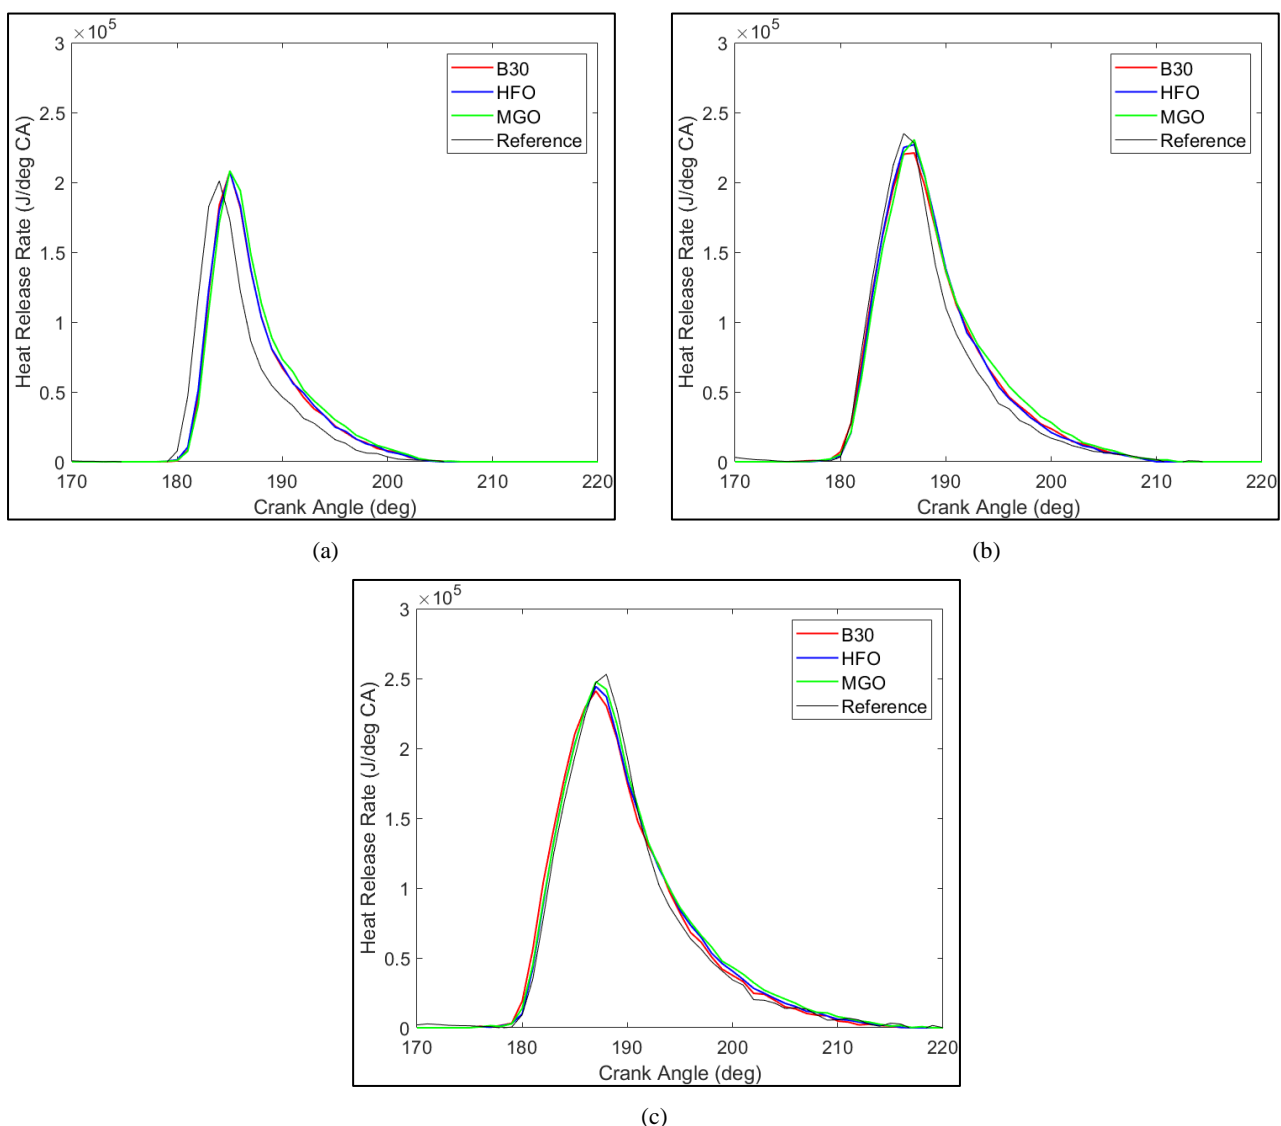 ×10^5
3
2.5
2
1.5
1
0.5
0
Heat Release Rate (J/deg CA)
B30
HFO
MGO
Reference
170 180 190 200 210 220
Crank Angle (deg)
(a)
×10^5
3
2.5
2
1.5
1
0.5
0
Heat Release Rate (J/deg CA)
B30
HFO
MGO
Reference
170 180 190 200 210 220
Crank Angle (deg)
(b)
×10^5
3
2.5
2
1.5
1
0.5
0
Heat Release Rate (J/deg CA)
B30
HFO
MGO
Reference
170 180 190 200 210 220
Crank Angle (deg)
(c)